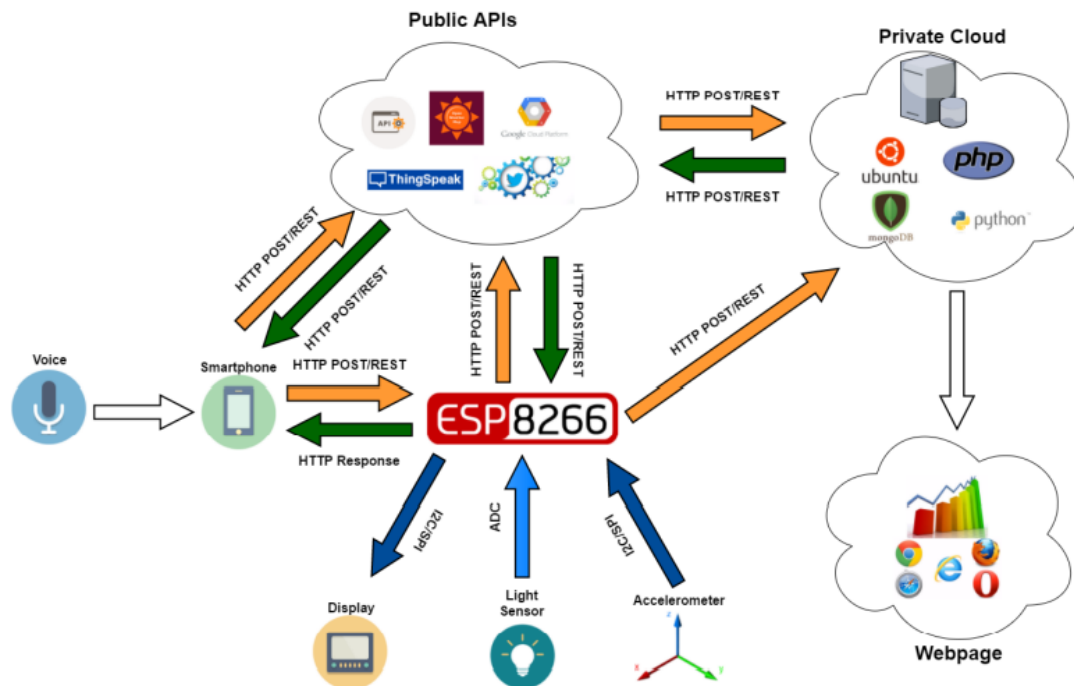 Public APIs
Private Cloud
API
Google Cloud Platform
ThingSpeak
HTTP POST/REST
HTTP POST/REST
ubuntu
php
mongoDB
python
HTTP POST/REST
HTTP POST/REST
HTTP POST/REST
HTTP POST/REST
HTTP POST/REST
Voice
Smartphone
HTTP POST/REST
HTTP Response
ESP8266
I2C/SPI
ADC
I2C/SPI
Display
Light
Sensor
Accelerometer
z
x
y
Webpage